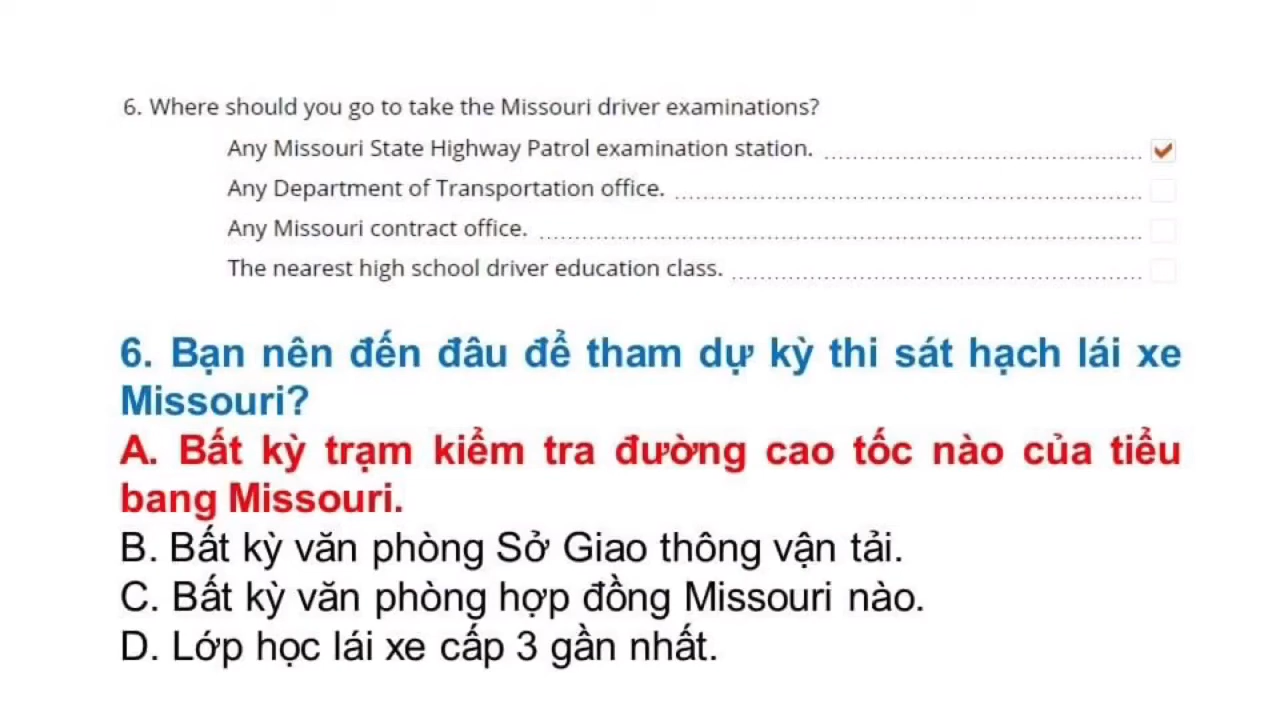 6. Where should you go to take the Missouri driver examinations?
Any Missouri State Highway Patrol examination station.
Any Department of Transportation office.
Any Missouri contract office.
The nearest high school driver education class.
6. Bạn nên đến đâu để tham dự kỳ thi sát hạch lái xe
Missouri?
A. Bất kỳ trạm kiểm tra đường cao tốc nào của tiểu
bang Missouri.
B. Bất kỳ văn phòng Sở Giao thông vận tải.
C. Bất kỳ văn phòng hợp đồng Missouri nào.
D. Lớp học lái xe cấp 3 gần nhất.